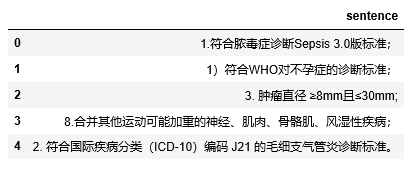 sentence
0 1.符合脓毒症诊断Sepsis 3.0版标准；
1 1）符合WHO对不孕症的诊断标准；
2 3. 肿瘤直径 ≥8mm且≤30mm;
3 8.合并其他运动可能加重的神经、肌肉、骨骼肌、风湿性疾病；
4 2. 符合国际疾病分类（ICD-10）编码 J21 的毛细支气管炎诊断标准。